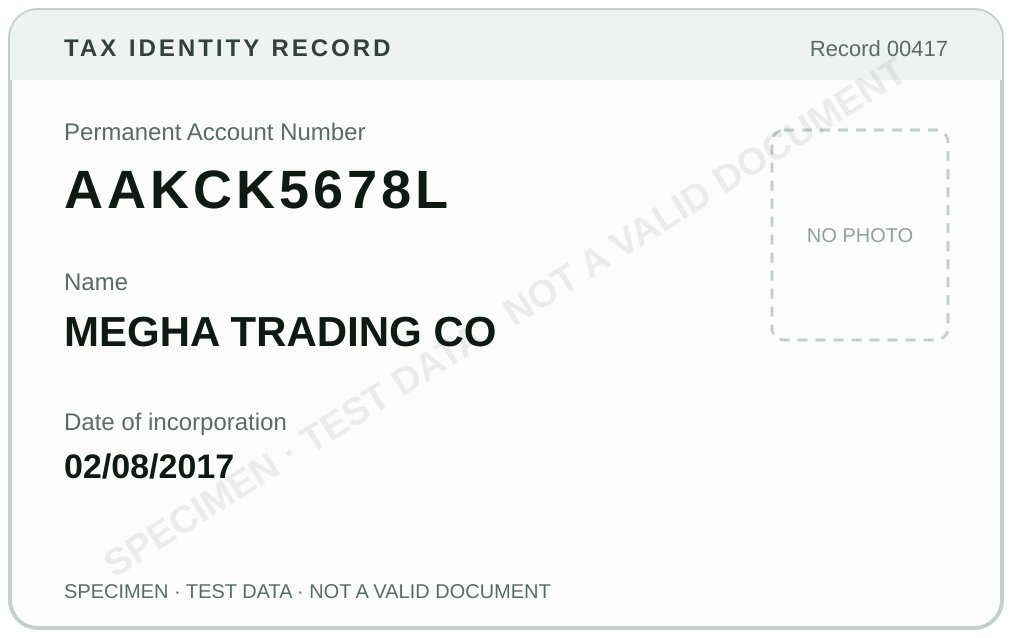 TAX IDENTITY RECORD
Record 00417
Permanent Account Number
AAKCK5678L
NO PHOTO
Name
MEGHA TRADING CO
Date of incorporation
02/08/2017
SPECIMEN · TEST DATA · NOT A VALID DOCUMENT
SPECIMEN · TEST DATA · NOT A VALID DOCUMENT